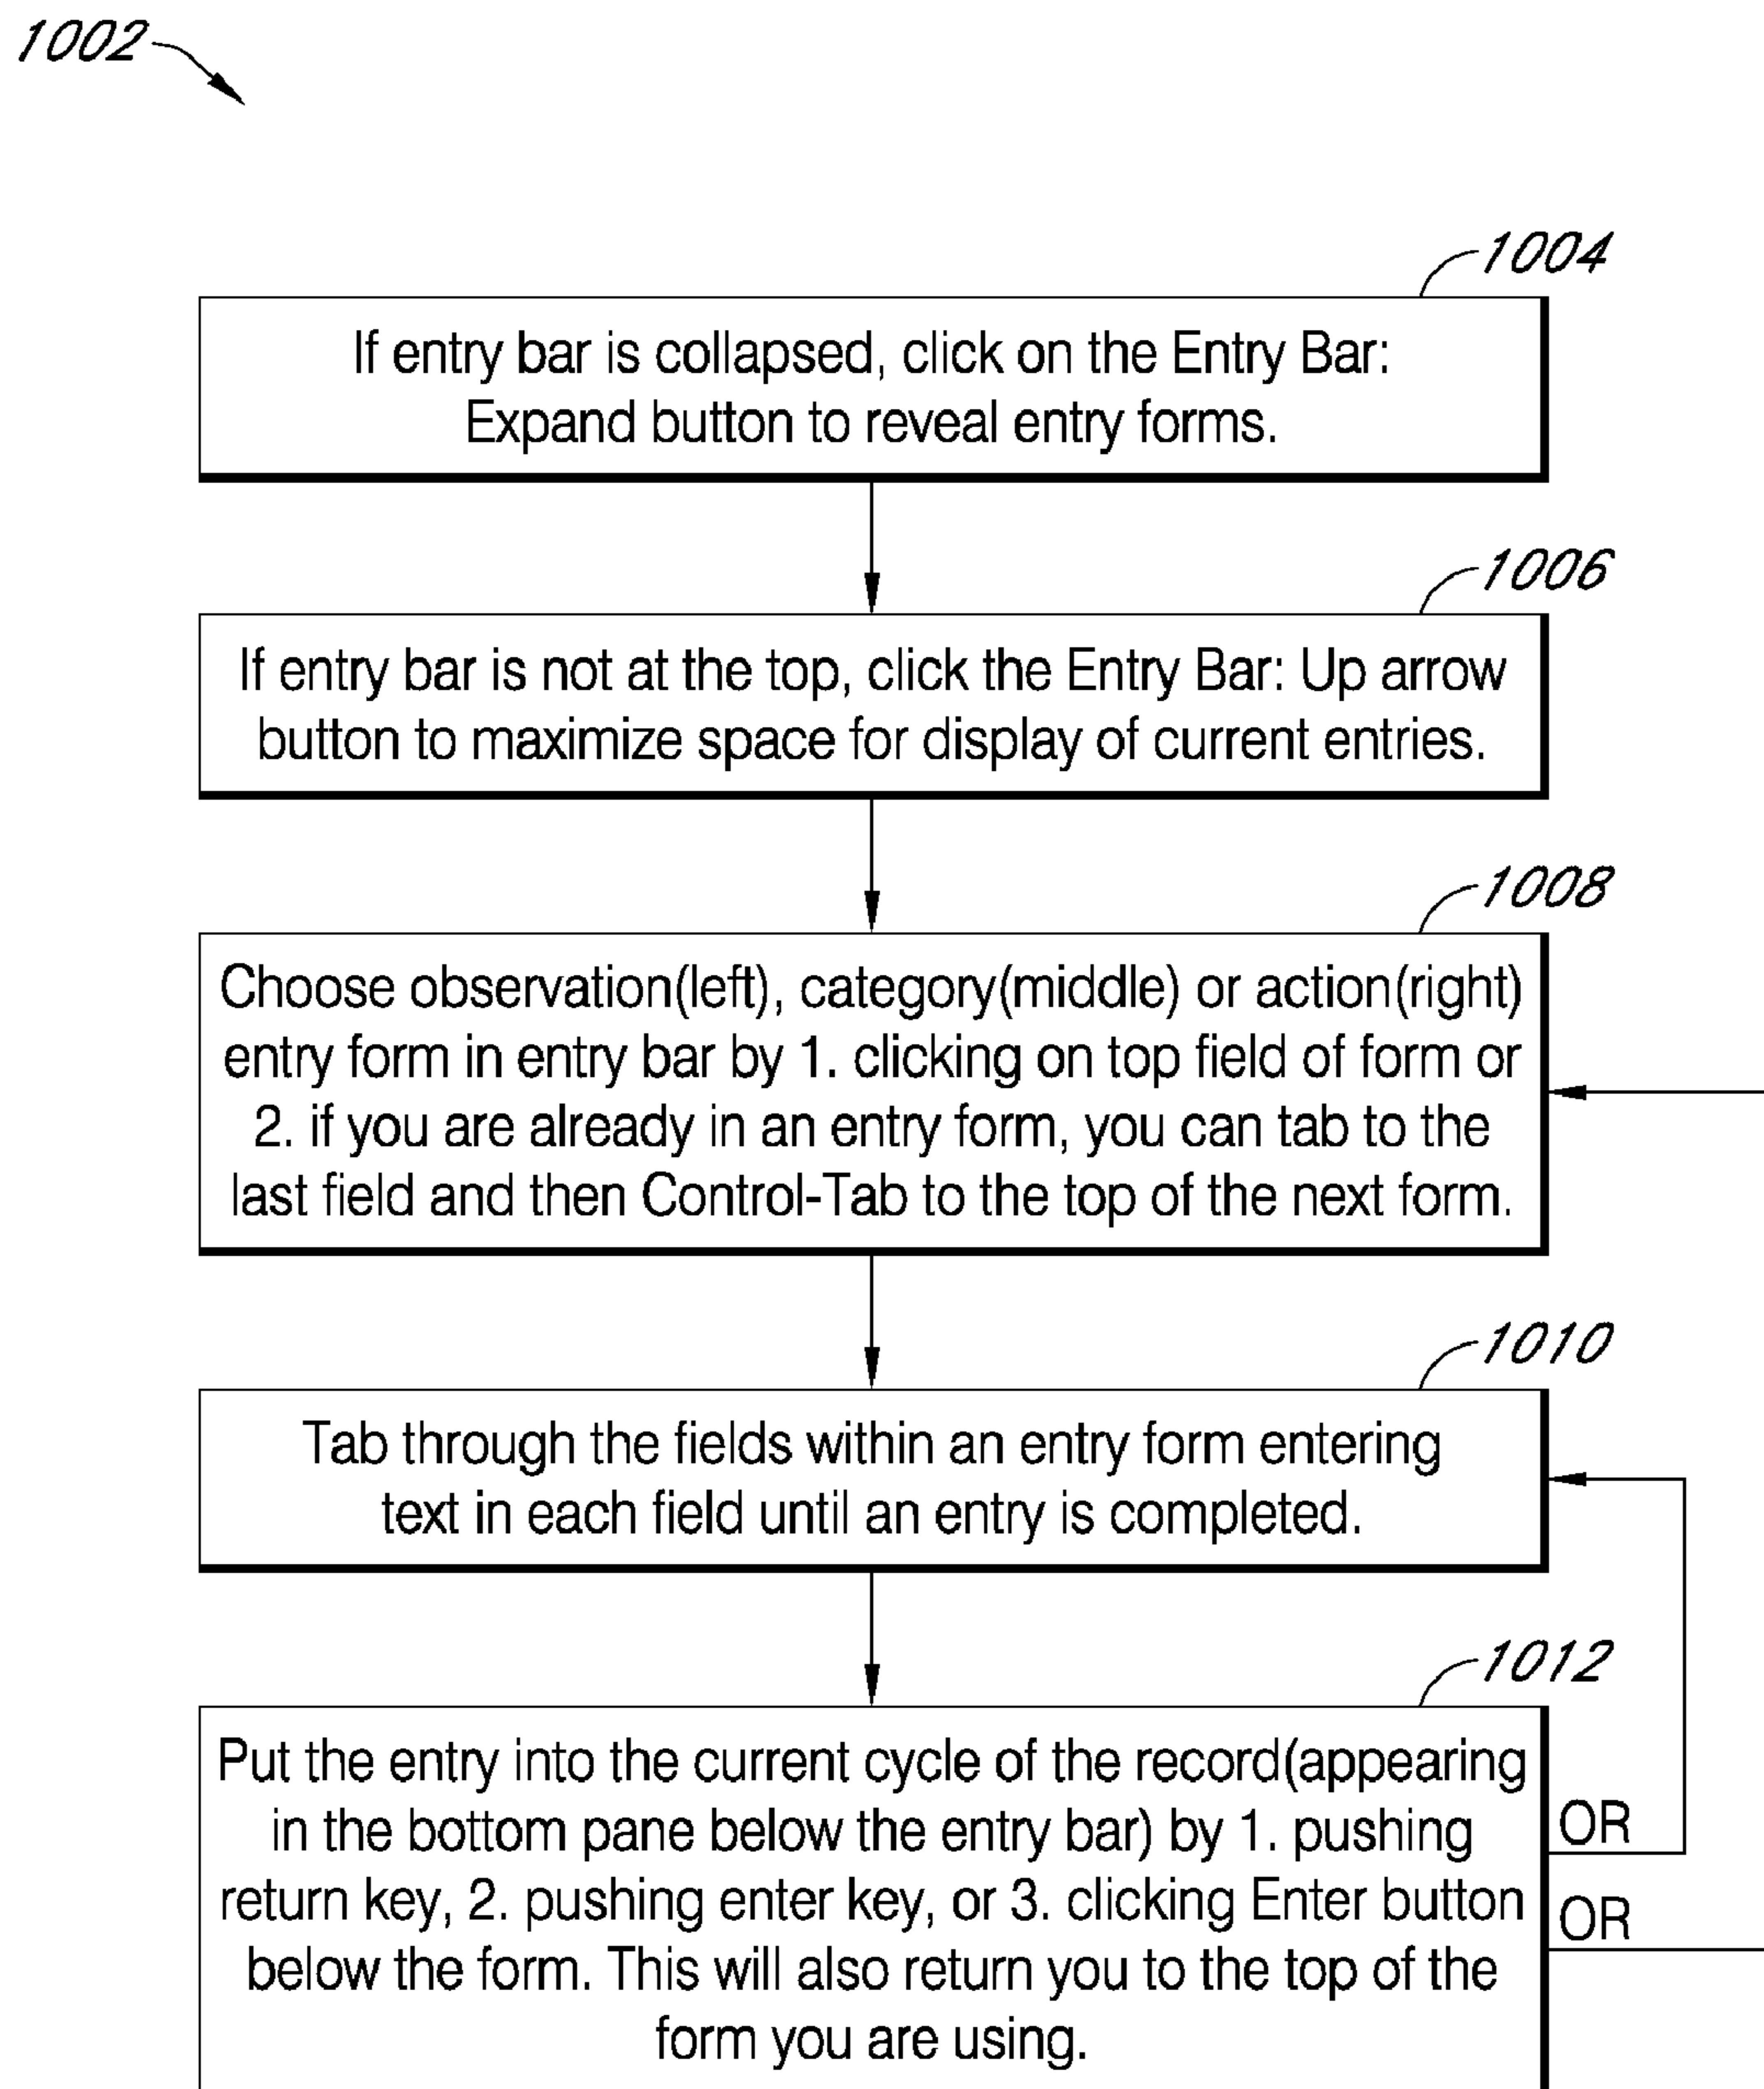 1002
1004
If entry bar is collapsed, click on the Entry Bar:
Expand button to reveal entry forms.
1006
If entry bar is not at the top, click the Entry Bar: Up arrow
button to maximize space for display of current entries.
1008
Choose observation(left), category(middle) or action(right)
entry form in entry bar by 1. clicking on top field of form or
2. if you are already in an entry form, you can tab to the
last field and then Control-Tab to the top of the next form.
1010
Tab through the fields within an entry form entering
text in each field until an entry is completed.
1012
Put the entry into the current cycle of the record(appearing
in the bottom pane below the entry bar) by 1. pushing
return key, 2. pushing enter key, or 3. clicking Enter button
below the form. This will also return you to the top of the
form you are using.
OR
OR